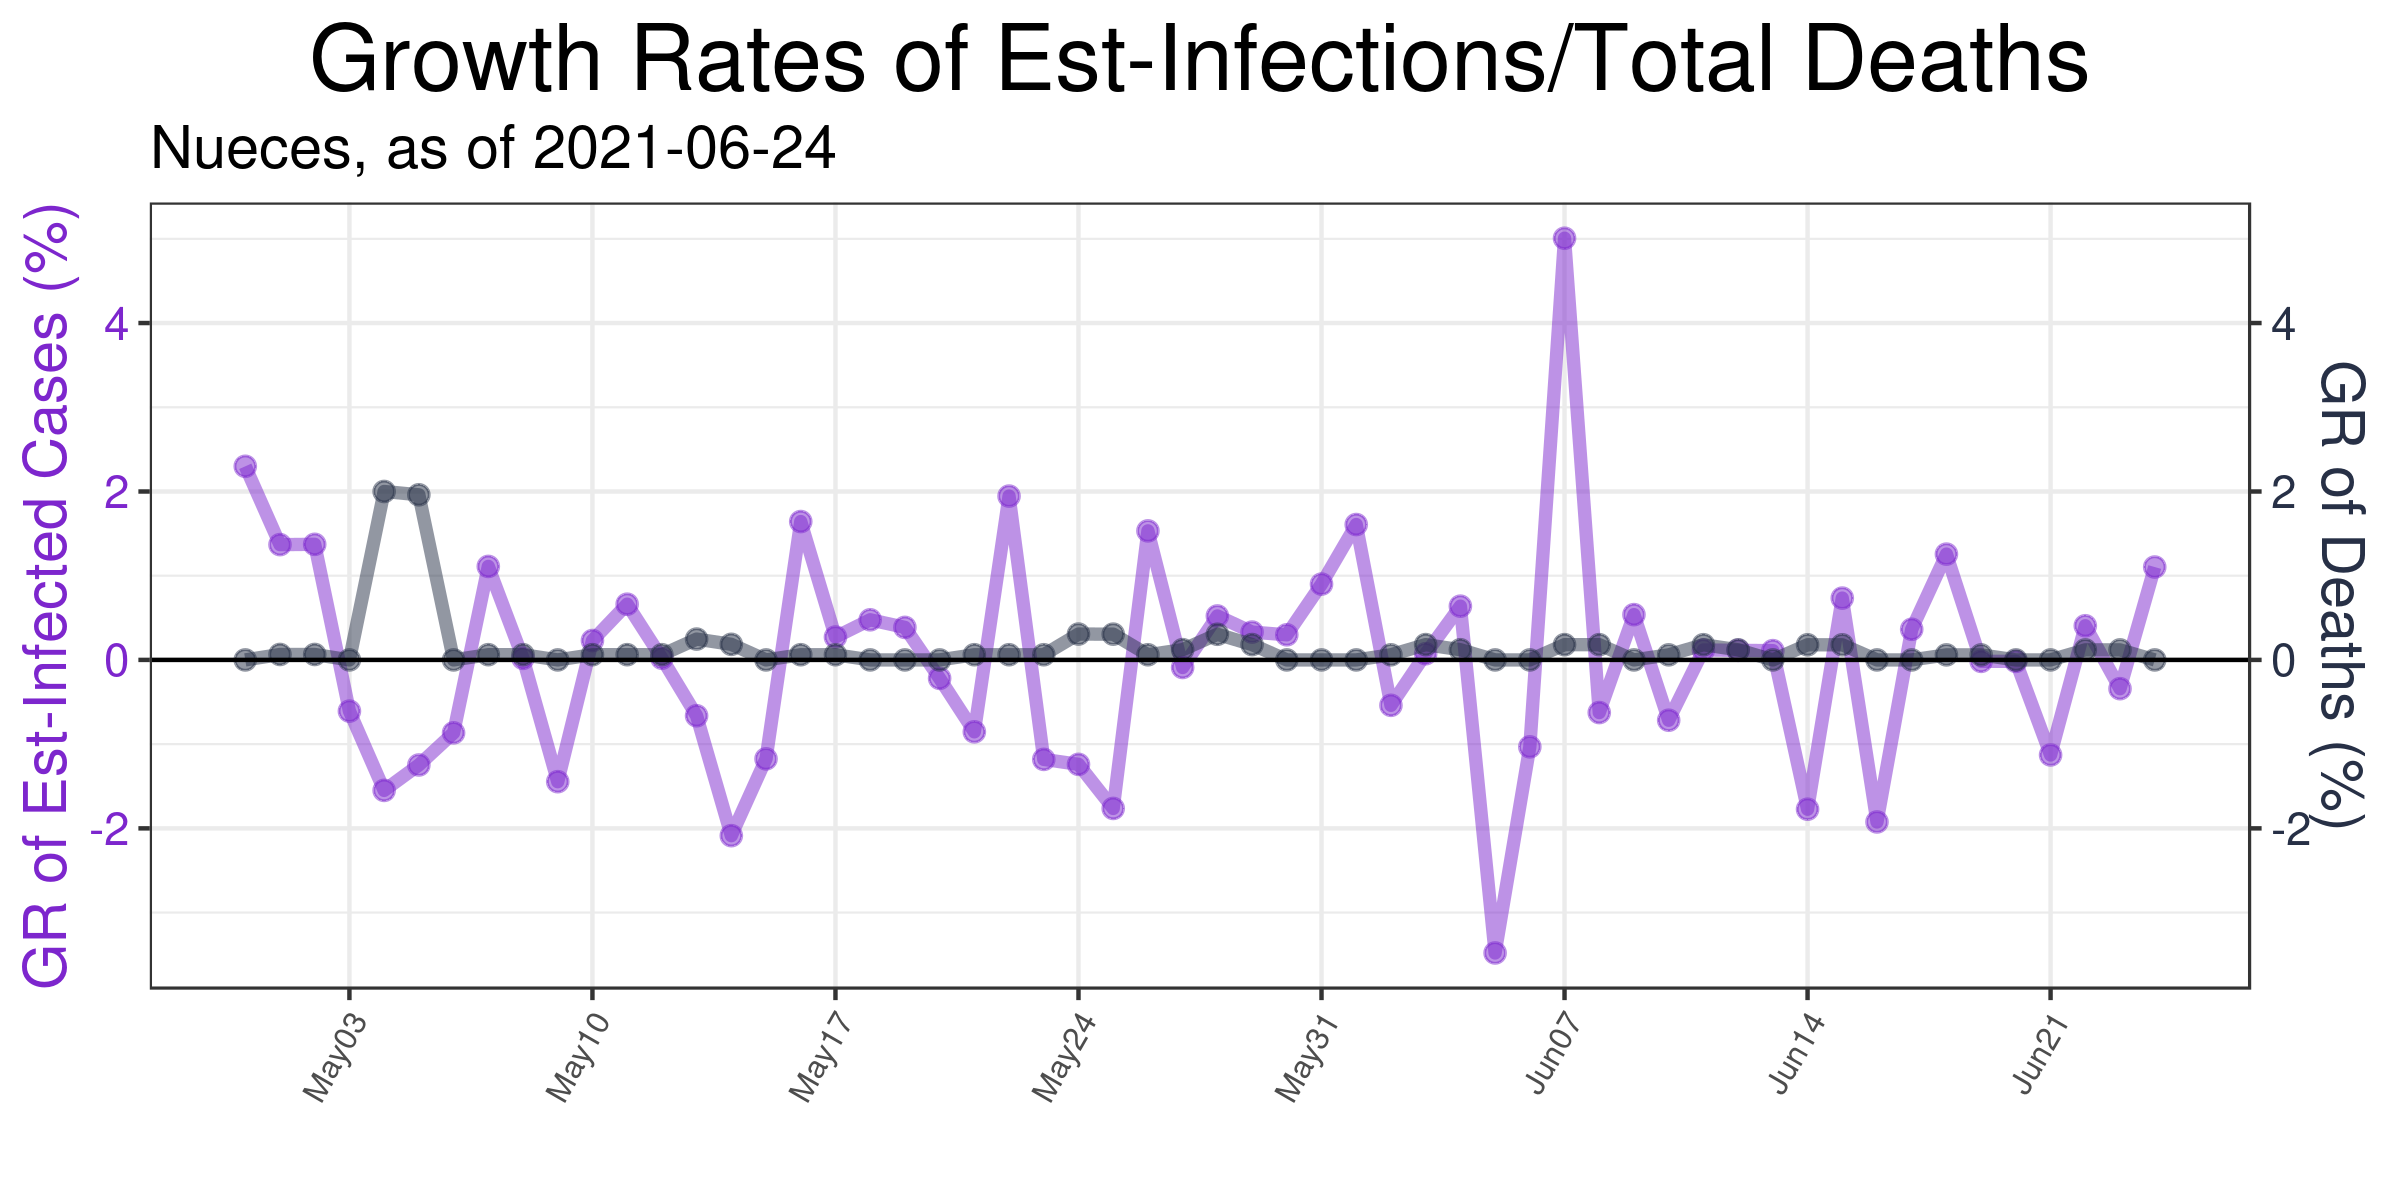 Growth Rates of Est-Infections/Total Deaths
Nueces, as of 2021-06-24
GR of Est-Infected Cases (%)
4
2
0
-2
4
2
0
-2
GR of Deaths (%)
May03
May10
May17
May24
May31
Jun07
Jun14
Jun21